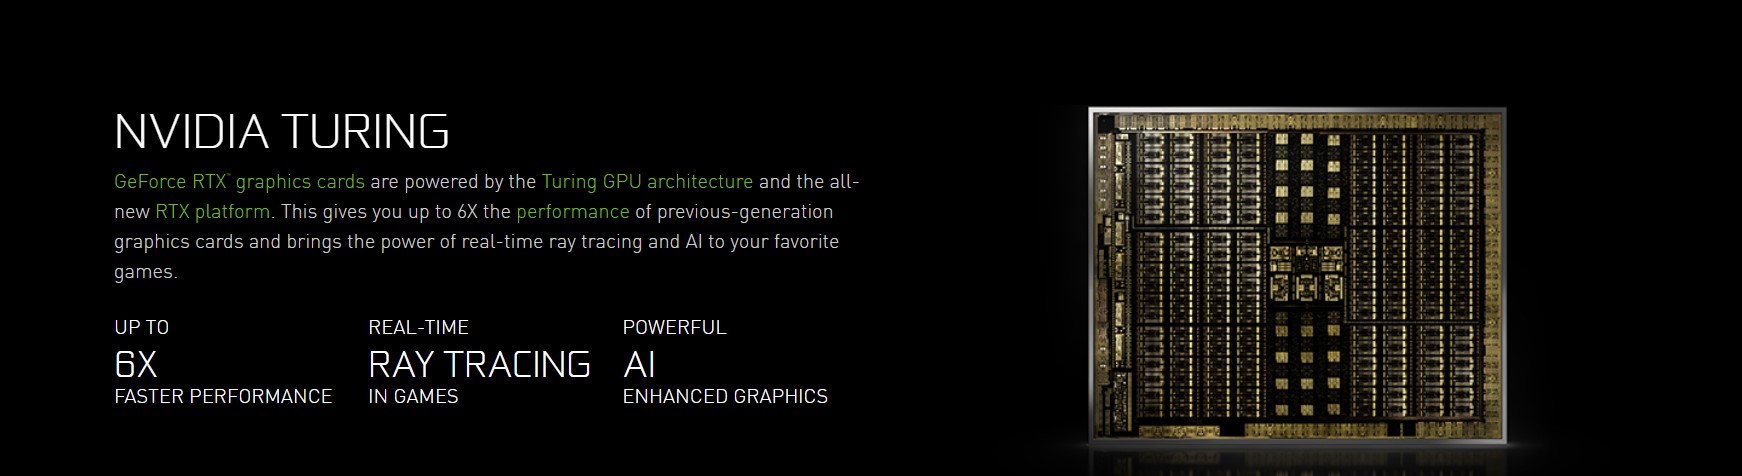 NVIDIA TURING
GeForce RTX™ graphics cards are powered by the Turing GPU architecture and the all-
new RTX platform. This gives you up to 6X the performance of previous-generation
graphics cards and brings the power of real-time ray tracing and AI to your favorite
games.
UP TO
6X
FASTER PERFORMANCE
REAL-TIME
RAY TRACING
IN GAMES
POWERFUL
AI
ENHANCED GRAPHICS